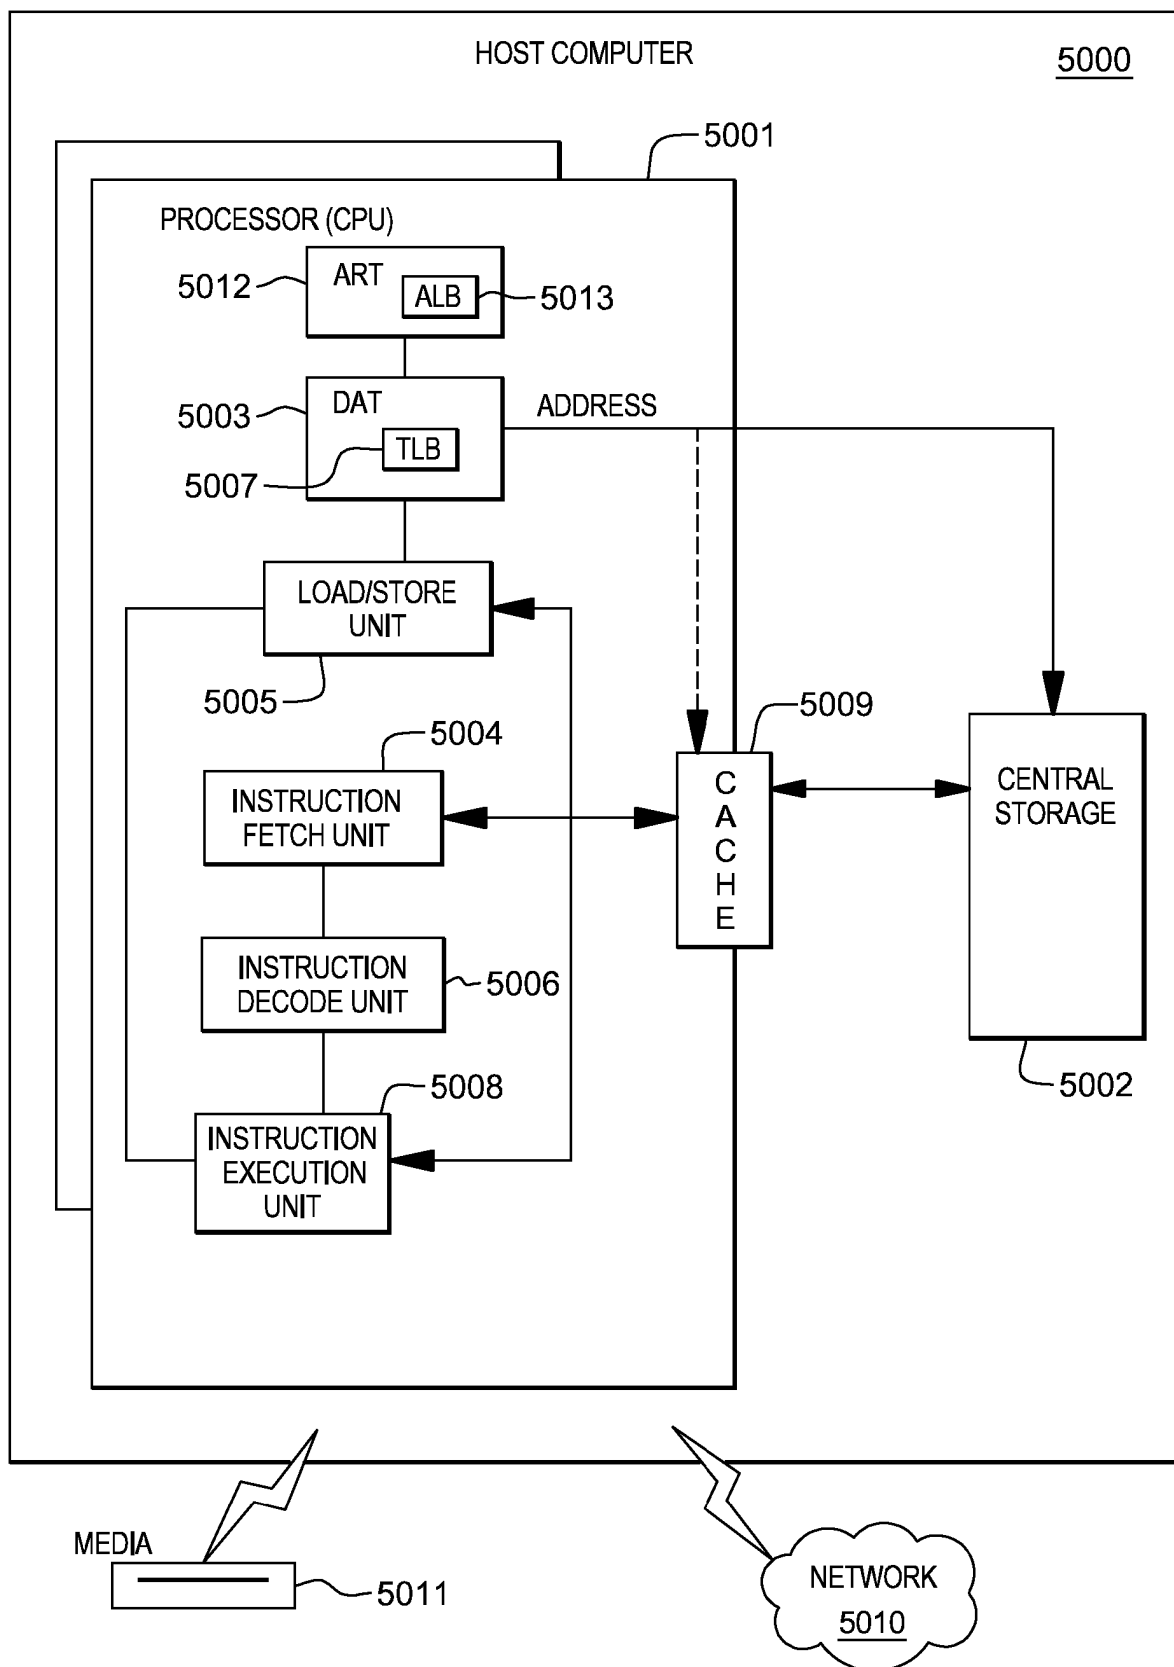 HOST COMPUTER
5000
5001
PROCESSOR (CPU)
ART
5012
ALB
5013
DAT
5003
ADDRESS
TLB
5007
LOAD/STORE
UNIT
5005
5009
5004
CACHE
CENTRAL
STORAGE
INSTRUCTION
FETCH UNIT
INSTRUCTION
DECODE UNIT
5006
5002
5008
INSTRUCTION
EXECUTION
UNIT
MEDIA
5011
NETWORK
5010